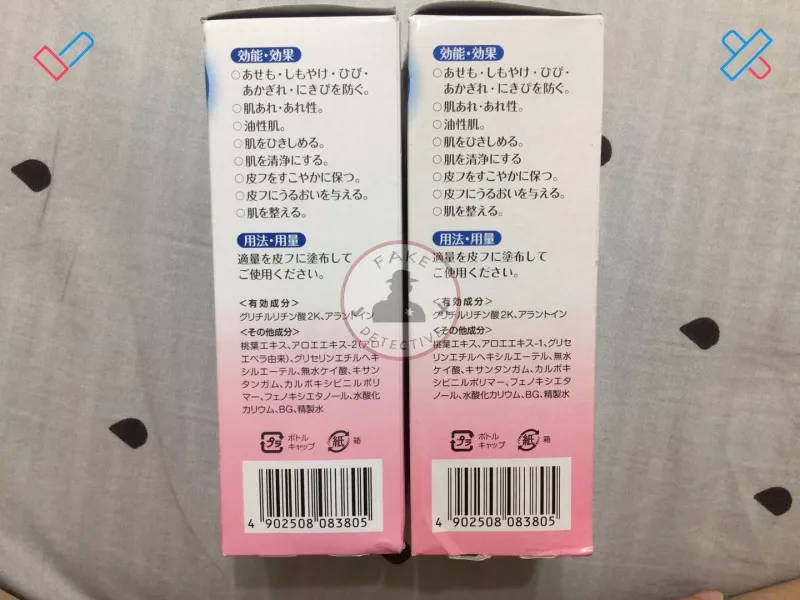 効能・効果
○あせも・しもやけ・ひび・
あかぎれ・にきびを防ぐ。
○肌あれ・あれ性。
○油性肌。
○肌をひきしめる。
○肌を清浄にする。
○皮フをすこやかに保つ。
○皮フにうるおいを与える。
○肌を整える。
用法・用量
適量を皮フに塗布して
ご使用ください。
<有効成分>
グリチルリチン酸2K、アラントイン
<その他成分>
桃葉エキス、アロエエキス-2(アロ
エベラ由来)、グリセリンエチルヘキ
シルエーテル、無水ケイ酸、キサン
タンガム、カルボキシビニルポリ
マー、フェノキシエタノール、水酸化
カリウム、BG、精製水
プラ
ボトル
キャップ
紙
箱
4 902508 083805
効能・効果
○あせも・しもやけ・ひび・
あかぎれ・にきびを防ぐ。
○肌あれ・あれ性。
○油性肌。
○肌をひきしめる。
○肌を清浄にする
○皮フをすこやかに保つ。
○皮フにうるおいを与える。
○肌を整える。
用法・用量
適量を皮フに塗布して
ご使用ください。
<有効成分>
グリチルリチン酸2K、アラントイン
<その他成分>
桃葉エキス、アロエエキス-1、グリセ
リンエチルヘキシルエーテル、無水
ケイ酸、キサンタンガム、カルボキ
シビニルポリマー、フェノキシエタ
ノール、水酸化カリウム、BG、精製水
プラ
ボトル
キャップ
紙
箱
4 902508 083805
FAKE
DETECTIVE